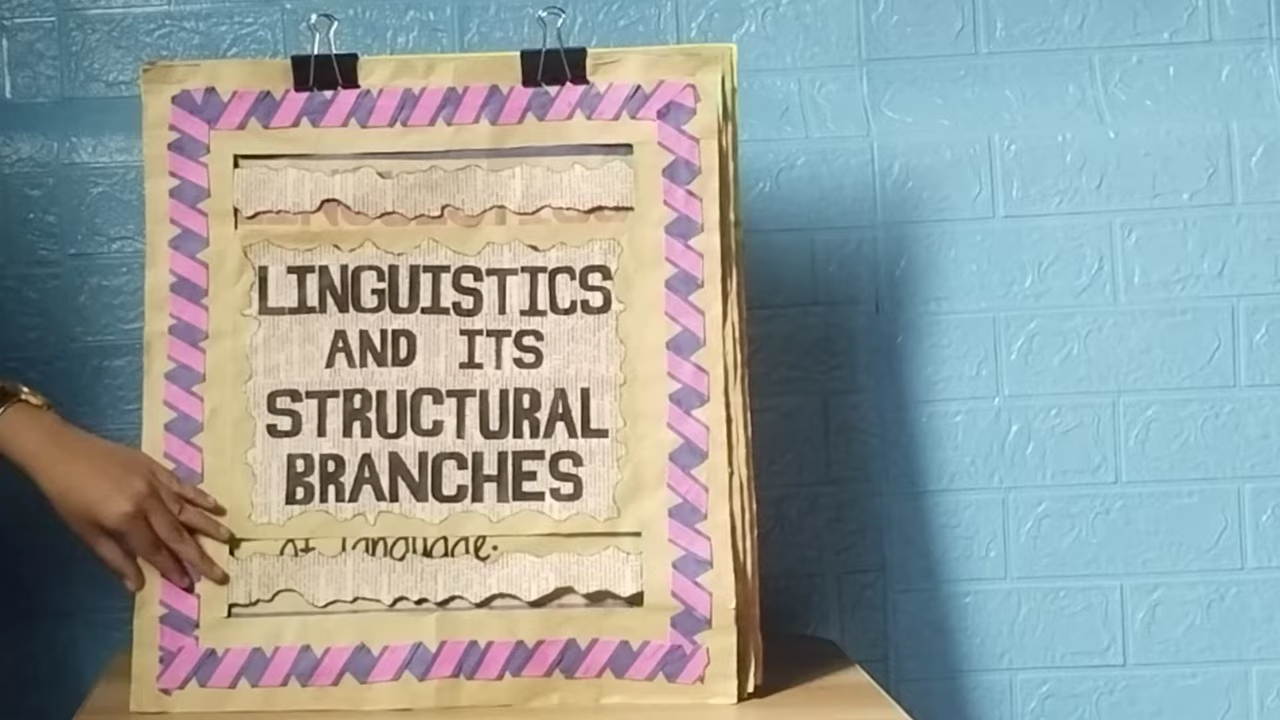 LINGUISTICS
AND ITS
STRUCTURAL
BRANCHES
of language.